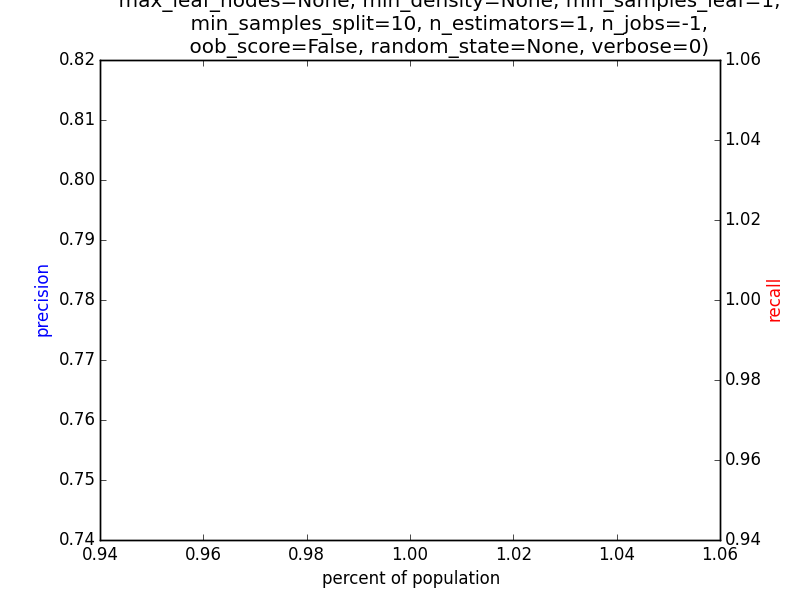 max_leaf_nodes=None, min_density=None, min_samples_leaf=1,
min_samples_split=10, n_estimators=1, n_jobs=-1,
oob_score=False, random_state=None, verbose=0)
0.82
0.81
0.80
0.79
0.78
0.77
0.76
0.75
0.74
precision
1.06
1.04
1.02
1.00
0.98
0.96
0.94
recall
0.94 0.96 0.98 1.00 1.02 1.04 1.06
percent of population